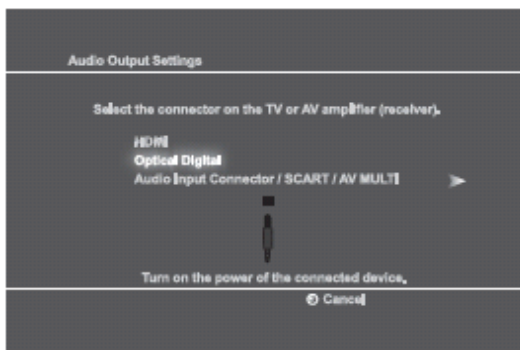 Audio Output Settings
Select the connector on the TV or AV amplifier (receiver).
HDMI
Optical Digital
Audio Input Connector / SCART / AV MULTI
Turn on the power of the connected device.
Cancel